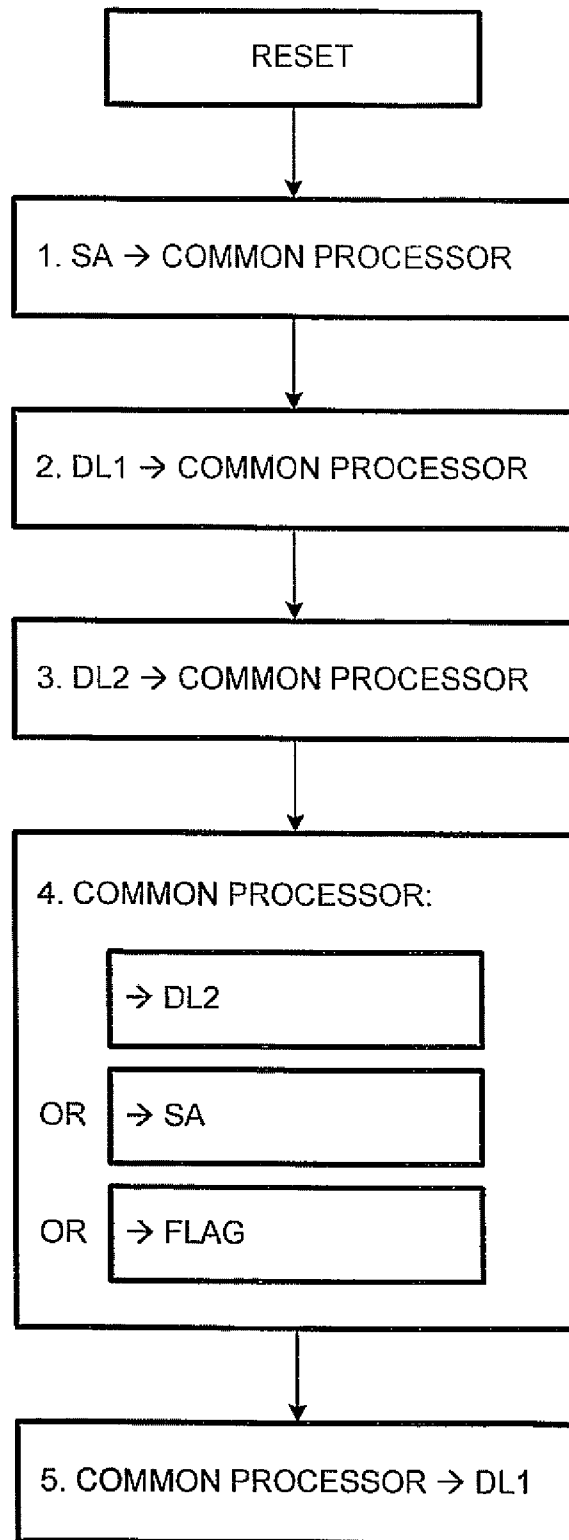 RESET
1. SA → COMMON PROCESSOR
2. DL1 → COMMON PROCESSOR
3. DL2 → COMMON PROCESSOR
4. COMMON PROCESSOR:
→ DL2
OR → SA
OR → FLAG
5. COMMON PROCESSOR → DL1